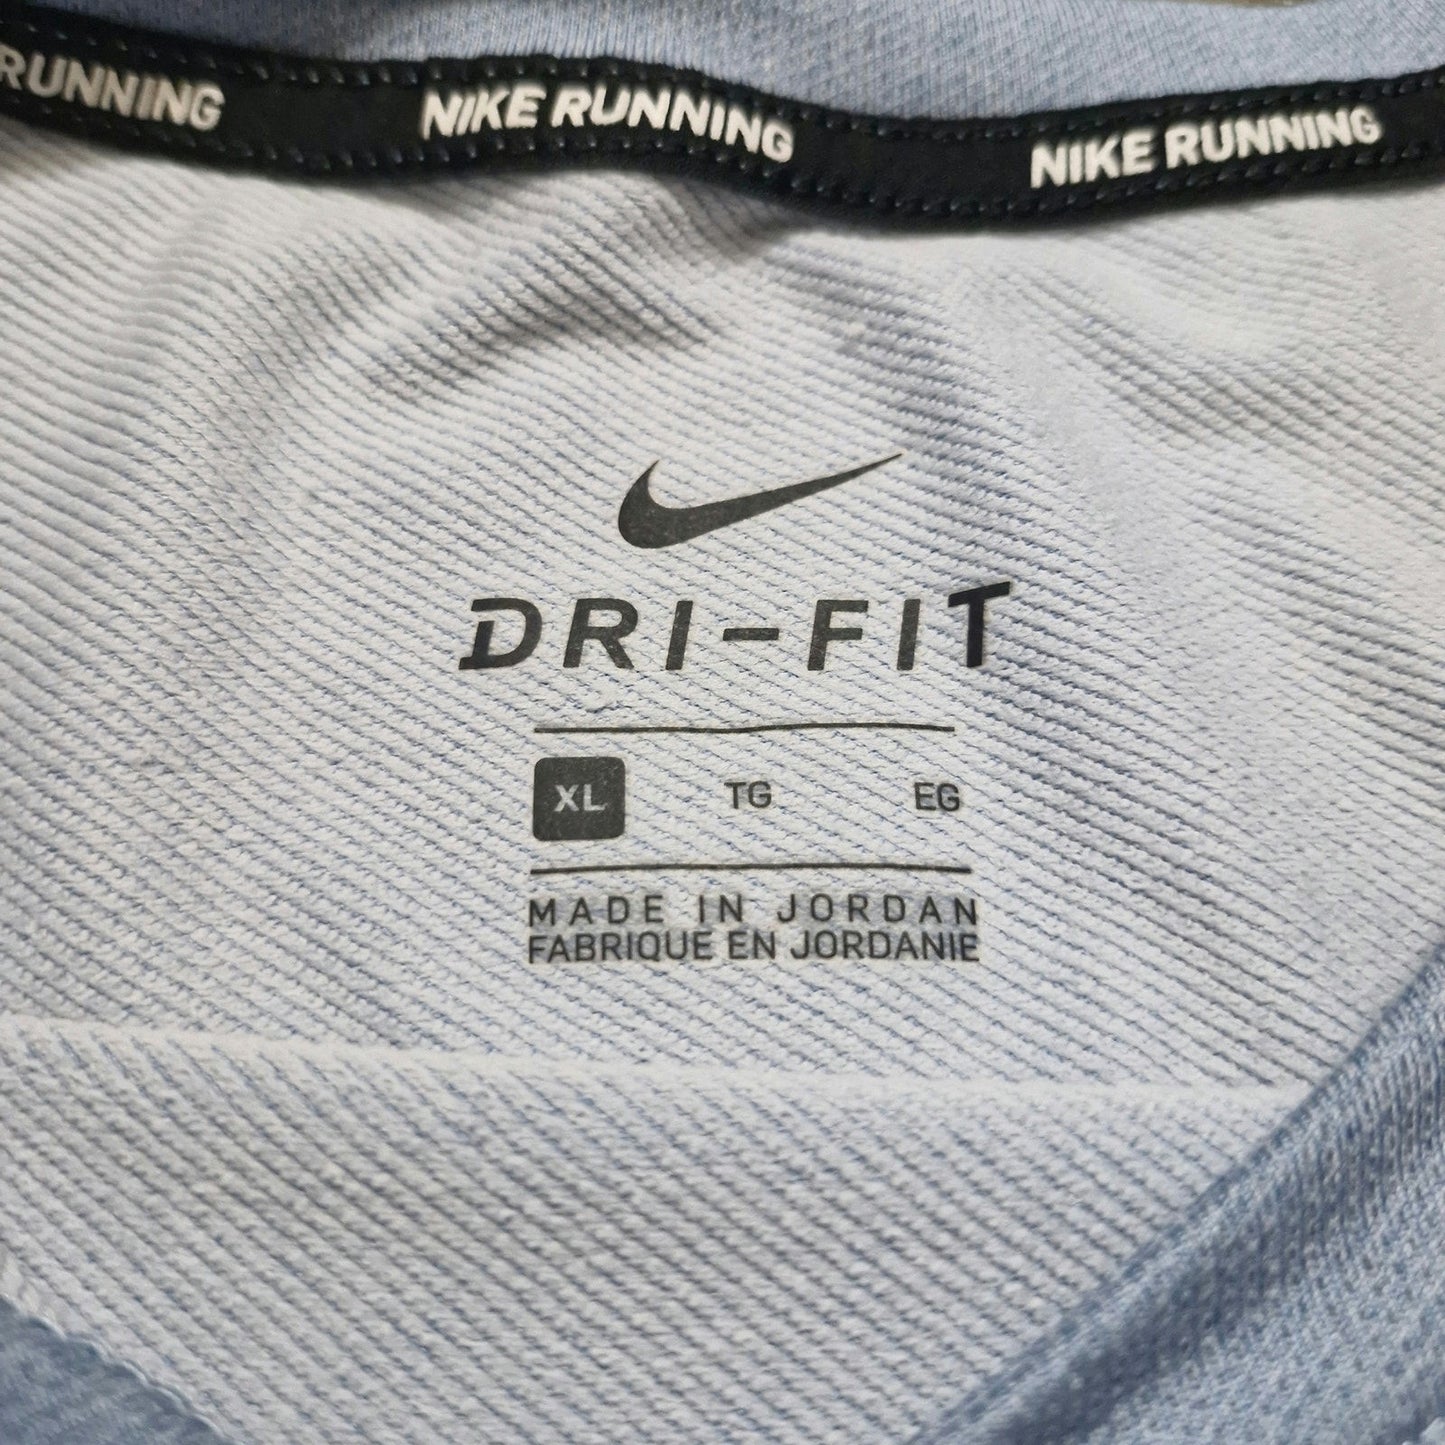 RUNNING NIKE RUNNING NIKE RUNNING
DRI-FIT
XL TG EG
MADE IN JORDAN
FABRIQUE EN JORDANIE